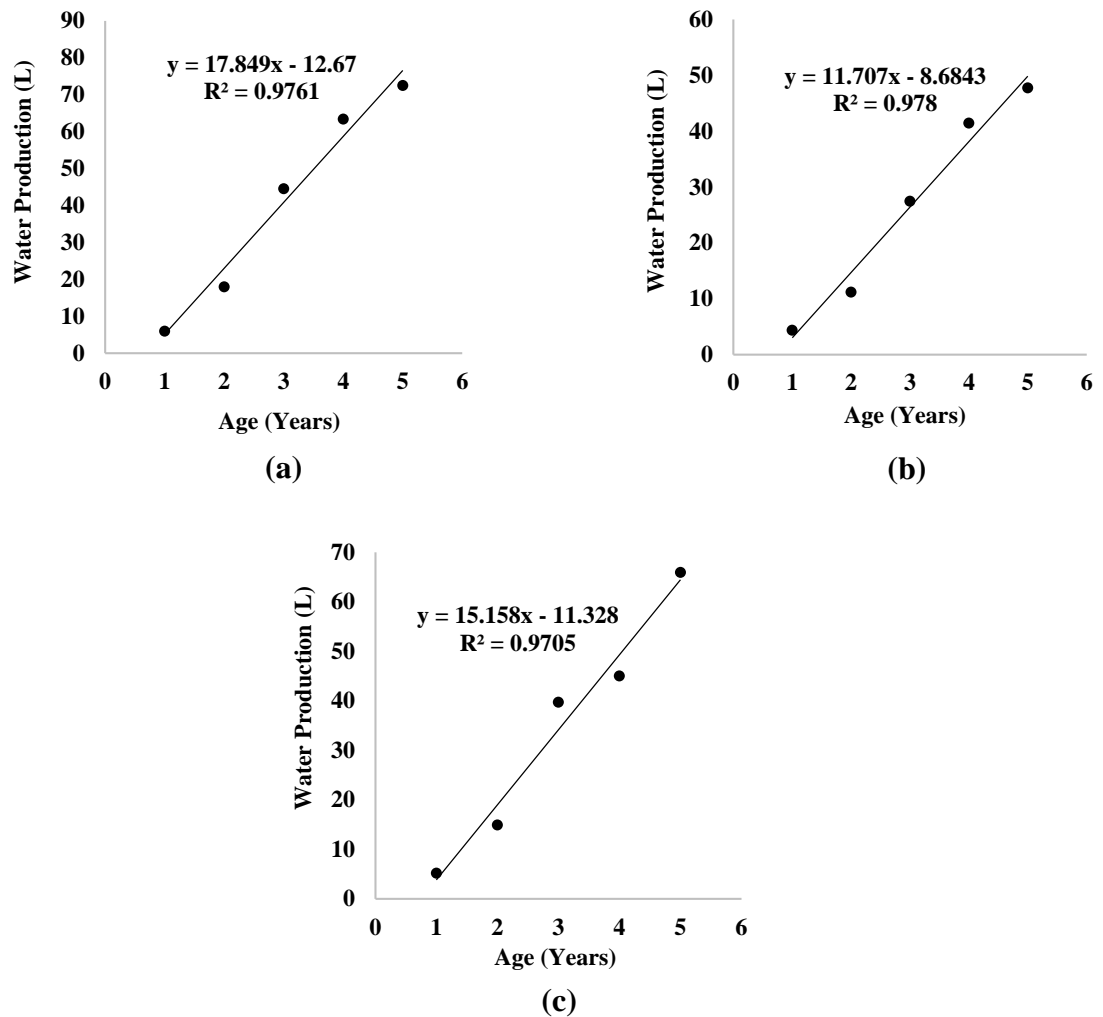 Water Production (L)
90
80
70
60
50
40
30
20
10
0
y = 17.849x - 12.67
R² = 0.9761
0 1 2 3 4 5 6
Age (Years)
(a)
Water Production (L)
60
50
40
30
20
10
0
y = 11.707x - 8.6843
R² = 0.978
0 1 2 3 4 5 6
Age (Years)
(b)
Water Production (L)
70
60
50
40
30
20
10
0
y = 15.158x - 11.328
R² = 0.9705
0 1 2 3 4 5 6
Age (Years)
(c)